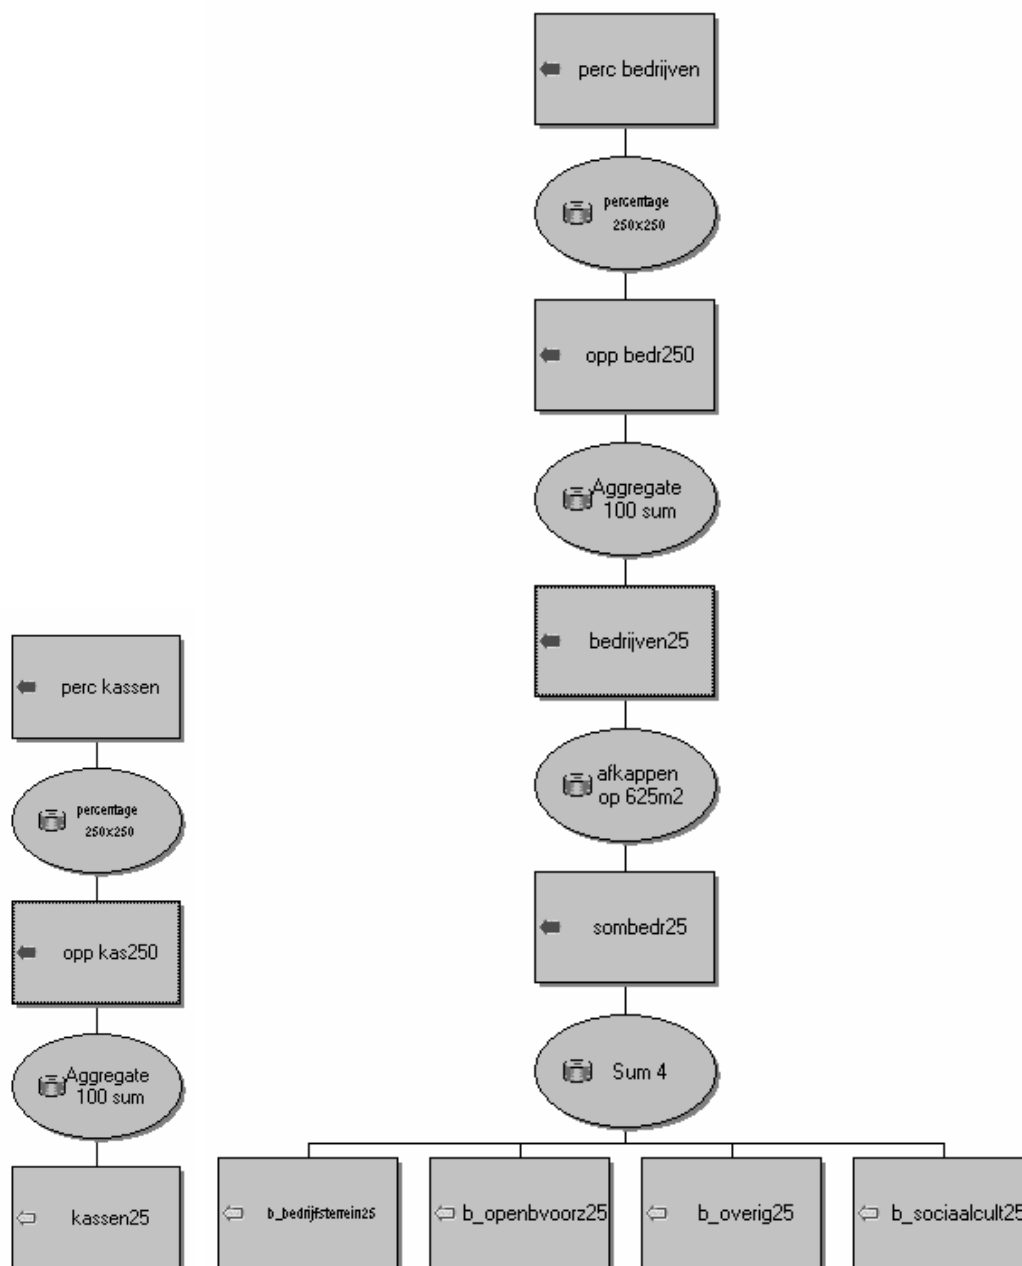 perc bedrijven
percentage
250x250
opp bedr250
Aggregate
100 sum
bedrijven25
afkappen
op 625m2
sombedr25
Sum 4
b_bedrijfsterrein25
b_openbvoorz25
b_overig25
b_sociaalcult25
perc kassen
percentage
250x250
opp kas250
Aggregate
100 sum
kassen25